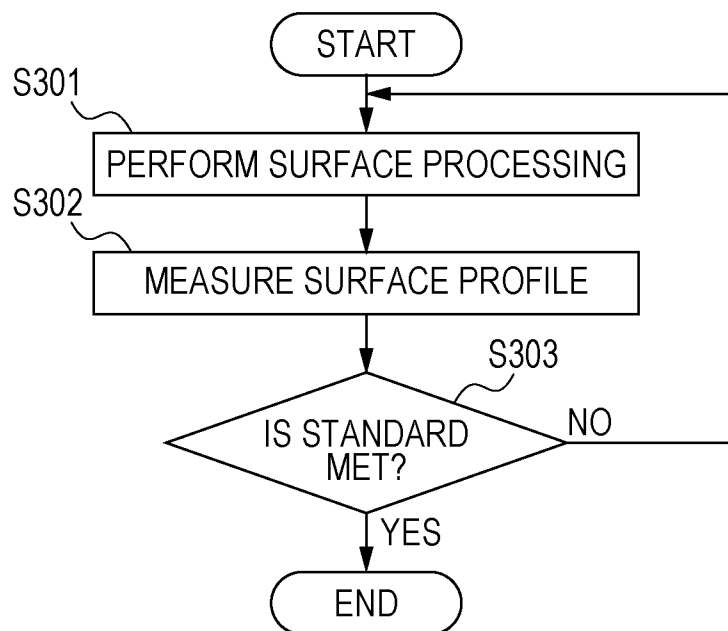 START
S301
PERFORM SURFACE PROCESSING
S302
MEASURE SURFACE PROFILE
S303
IS STANDARD
MET?
NO
YES
END